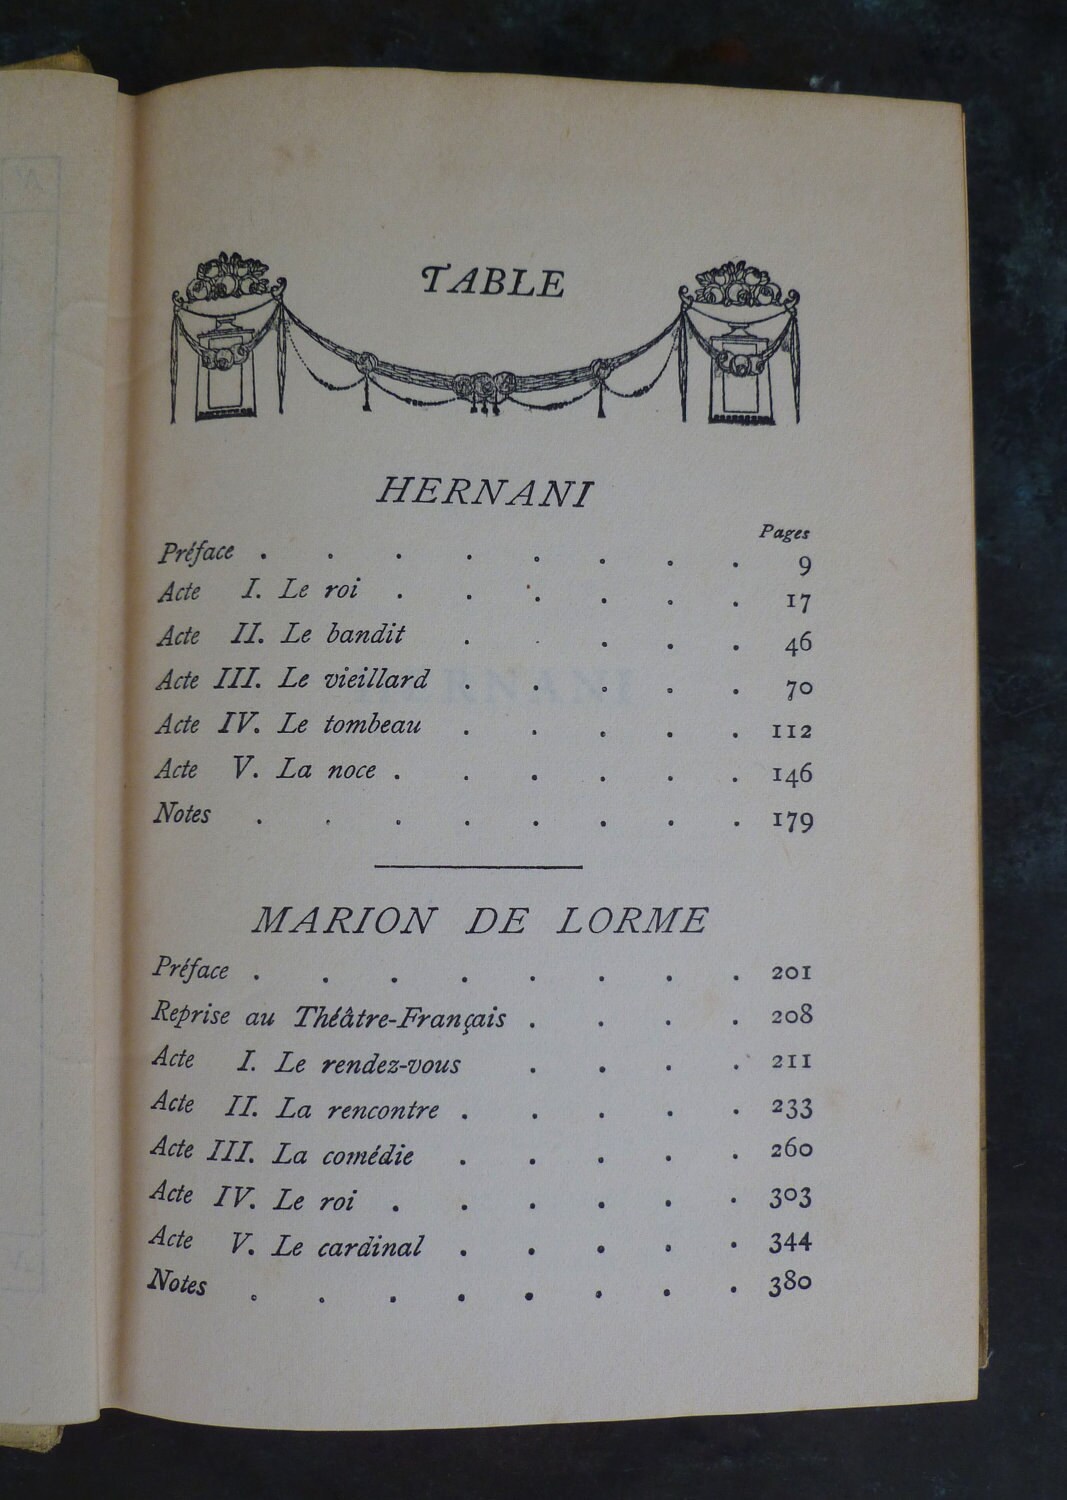 TABLE
HERNANI
Pages
Préface . . . . . . . . 9
Acte I. Le roi . . . . . . 17
Acte II. Le bandit . . . . . 46
Acte III. Le vieillard . . . . . 70
Acte IV. Le tombeau . . . . . 112
Acte V. La noce . . . . . . 146
Notes . . . . . . . . 179
MARION DE LORME
Préface . . . . . . . . 201
Reprise au Théâtre-Français . . . . 208
Acte I. Le rendez-vous . . . . 211
Acte II. La rencontre . . . . . 233
Acte III. La comédie . . . . . 260
Acte IV. Le roi . . . . . . 303
Acte V. Le cardinal . . . . . 344
Notes . . . . . . . . 380